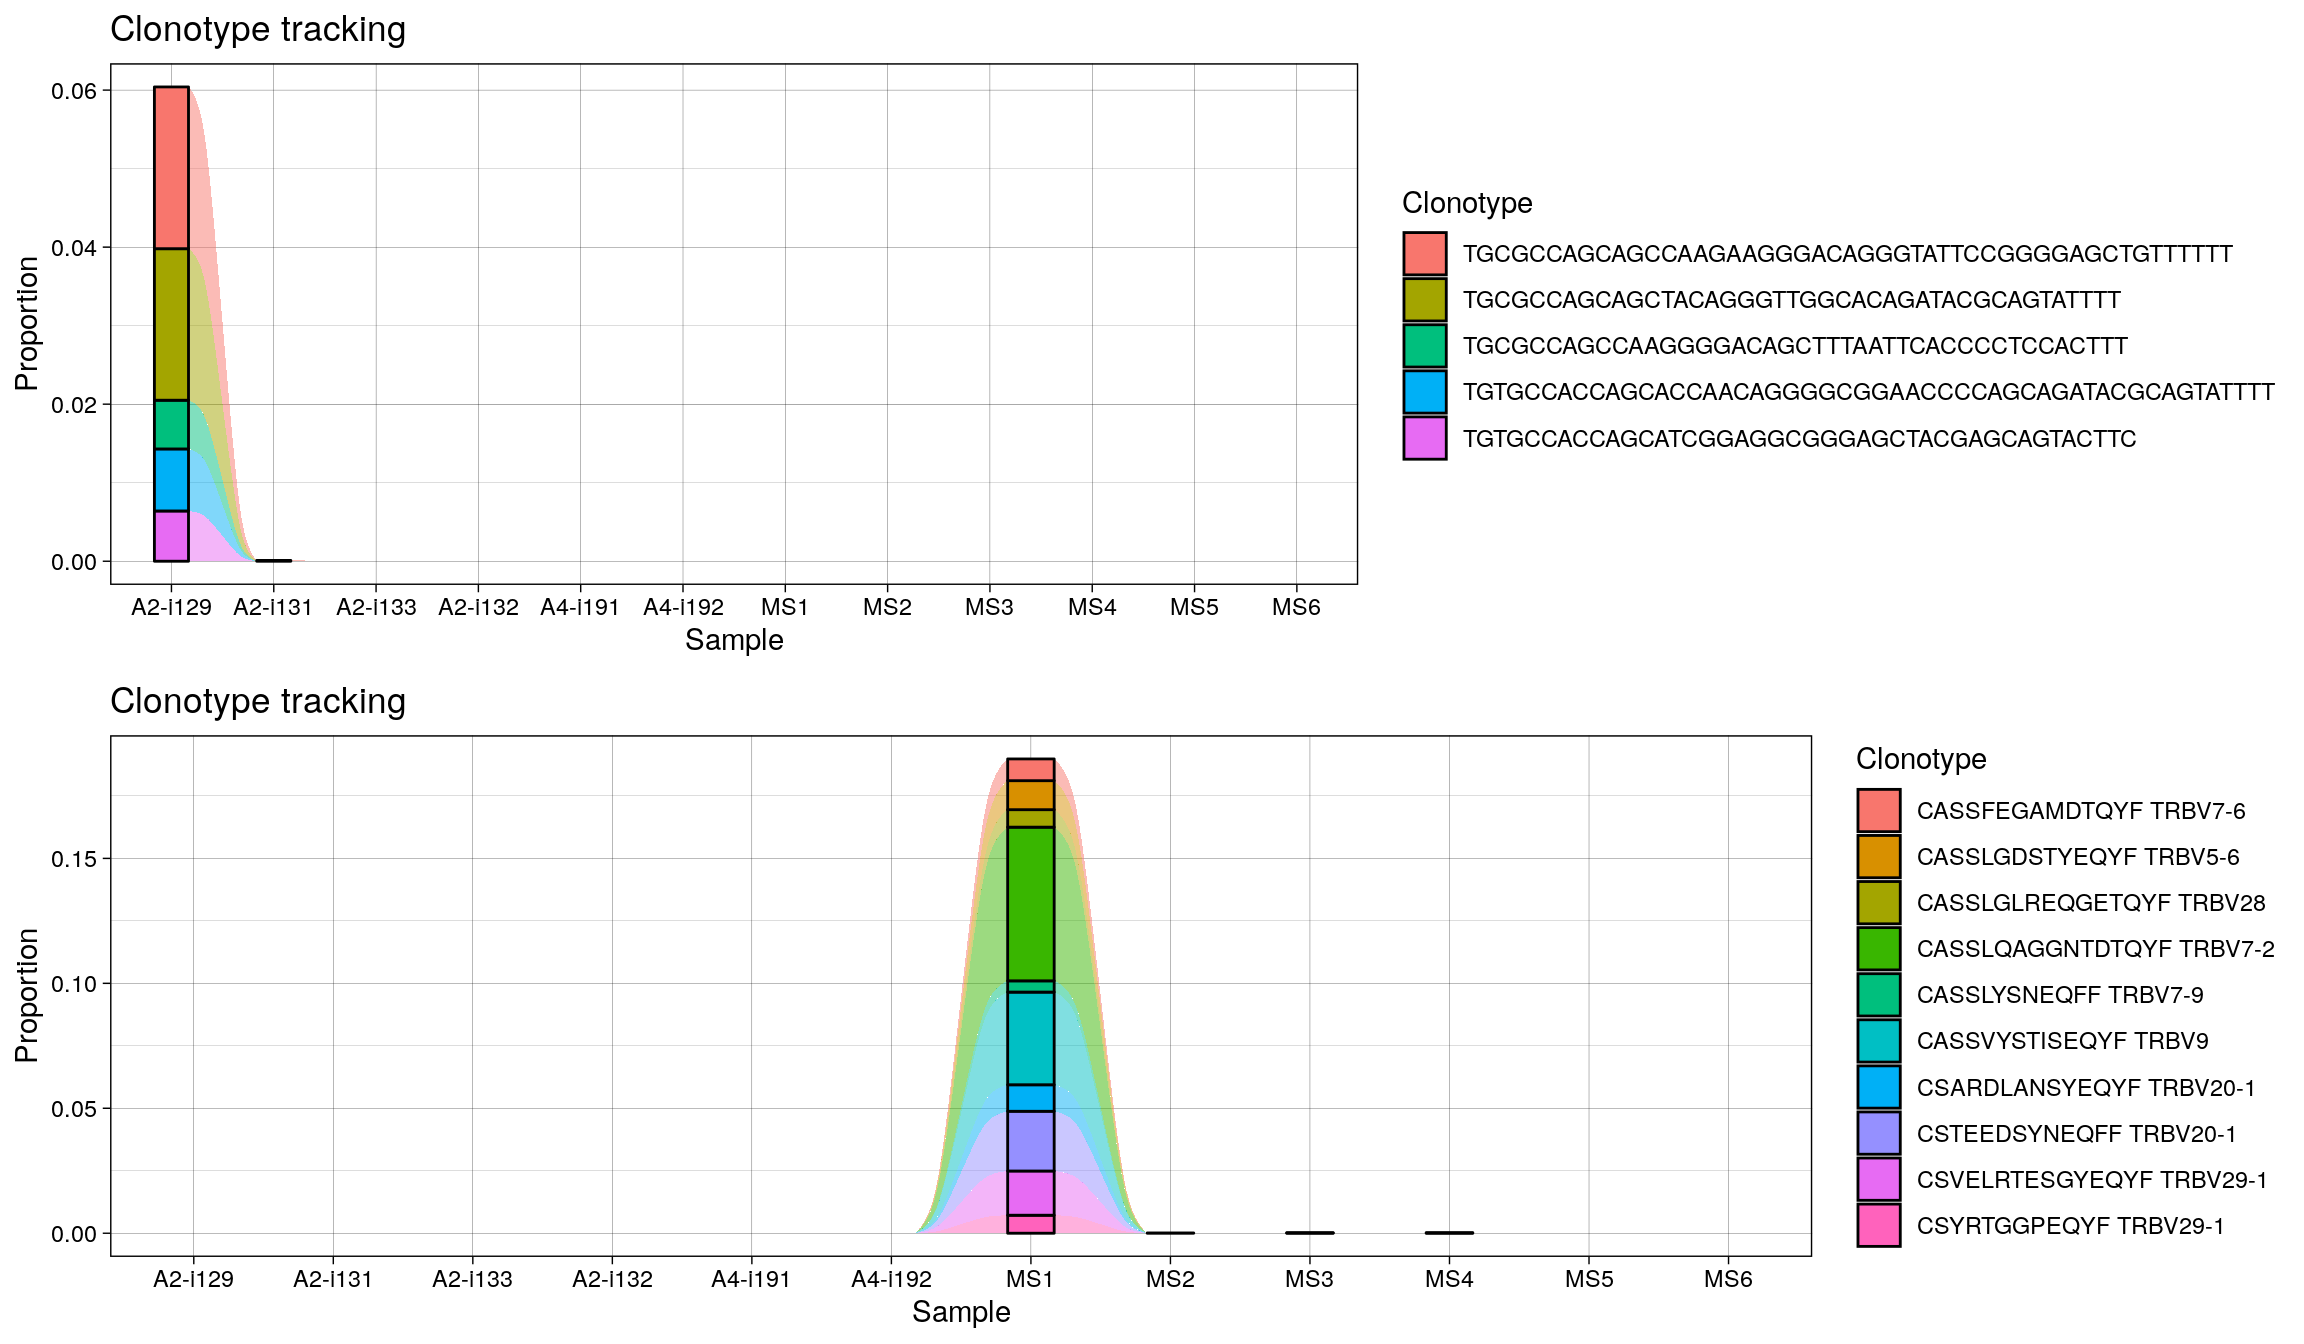 Clonotype tracking
0.06
0.04
0.02
0.00
Proportion
A2-i129 A2-i131 A2-i133 A2-i132 A4-i191 A4-i192 MS1 MS2 MS3 MS4 MS5 MS6
Sample
Clonotype
TGCGCCAGCAGCCAAGAAGGGACAGGGTATTCCGGGGAGCTGTTTTTT
TGCGCCAGCAGCTACAGGGTTGGCACAGATACGCAGTATTTT
TGCGCCAGCCAAGGGGACAGCTTTAATTCACCCCTCCACTTT
TGTGCCACCAGCACCAACAGGGGCGGAACCCCAGCAGATACGCAGTATTTT
TGTGCCACCAGCATCGGAGGCGGGAGCTACGAGCAGTACTTC
Clonotype tracking
0.15
0.10
0.05
0.00
Proportion
A2-i129 A2-i131 A2-i133 A2-i132 A4-i191 A4-i192 MS1 MS2 MS3 MS4 MS5 MS6
Sample
Clonotype
CASSFEGAMDTQYF TRBV7-6
CASSLGDSTYEQYF TRBV5-6
CASSLGLREQGETQYF TRBV28
CASSLQAGGNTDTQYF TRBV7-2
CASSLYSNEQFF TRBV7-9
CASSVYSTISEQYF TRBV9
CSARDLANSYEQYF TRBV20-1
CSTEEDSYNEQFF TRBV20-1
CSVELRTESGYEQYF TRBV29-1
CSYRTGGPEQYF TRBV29-1